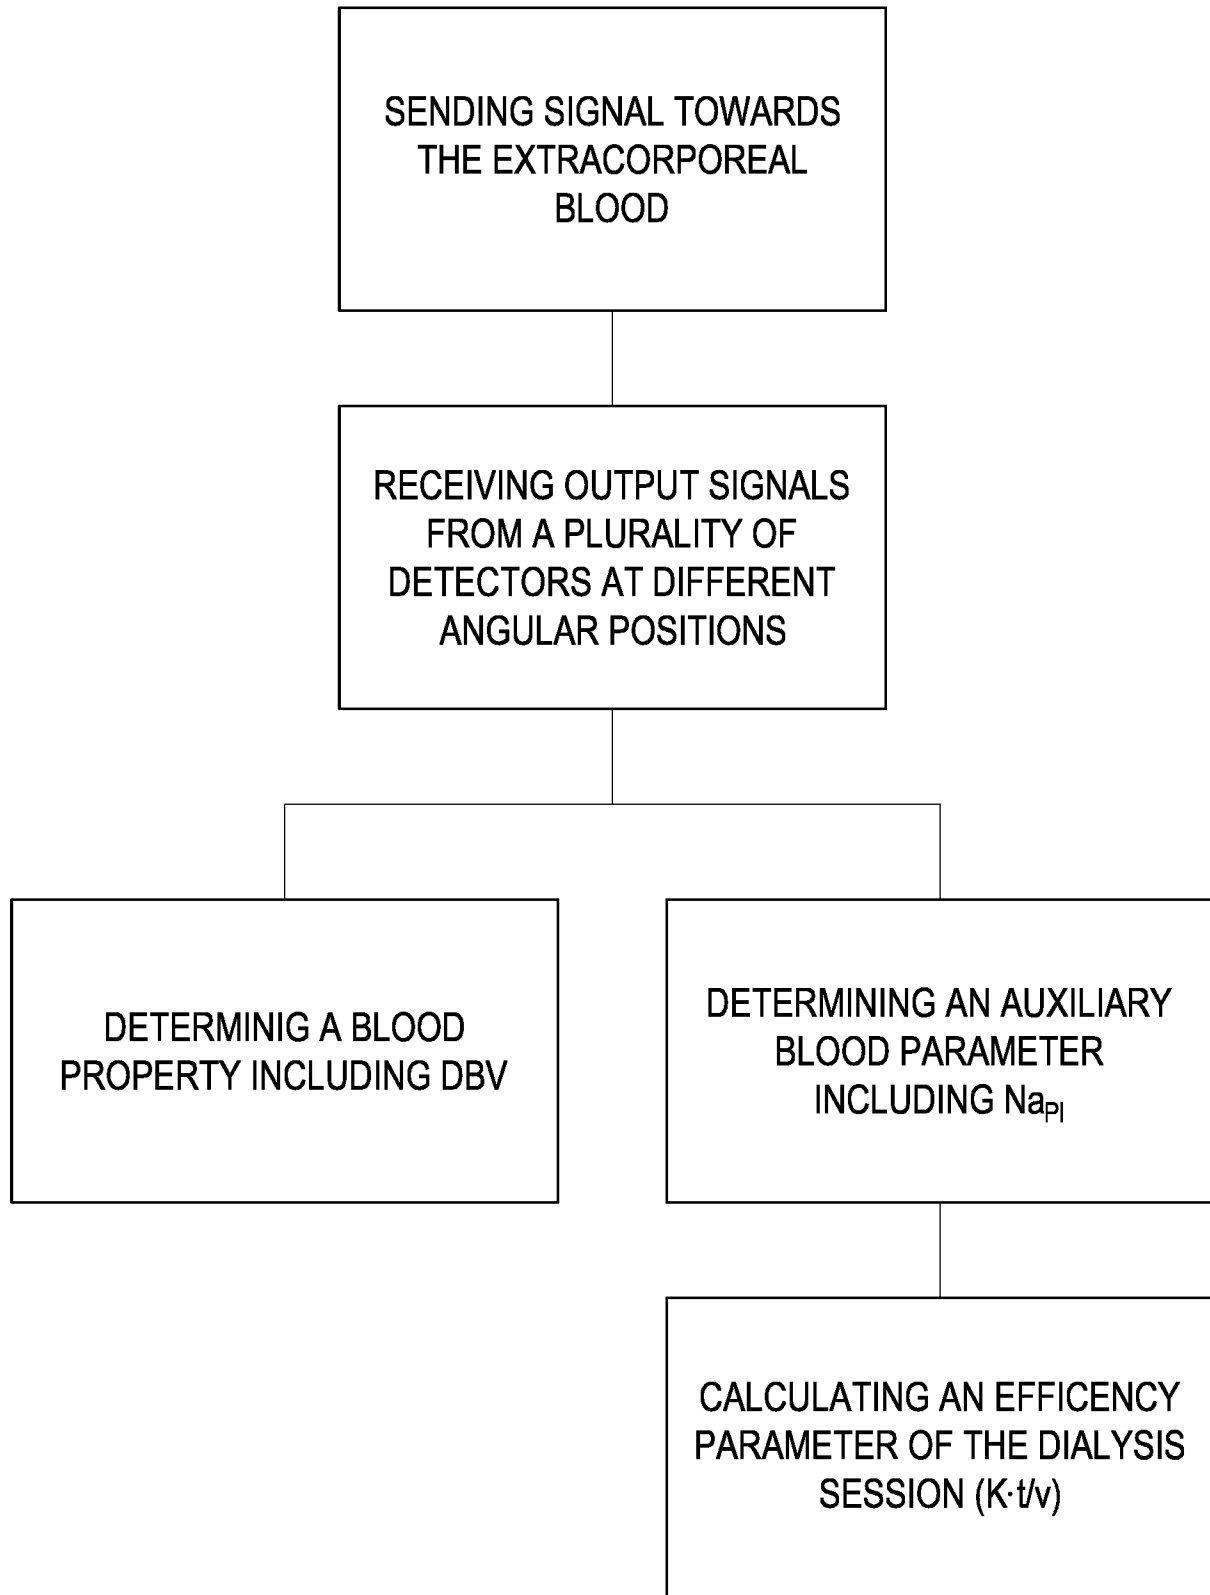 SENDING SIGNAL TOWARDS
THE EXTRACORPOREAL
BLOOD
RECEIVING OUTPUT SIGNALS
FROM A PLURALITY OF
DETECTORS AT DIFFERENT
ANGULAR POSITIONS
DETERMINIG A BLOOD
PROPERTY INCLUDING DBV
DETERMINING AN AUXILIARY
BLOOD PARAMETER
INCLUDING Na_Pl
CALCULATING AN EFFICENCY
PARAMETER OF THE DIALYSIS
SESSION (K·t/v)